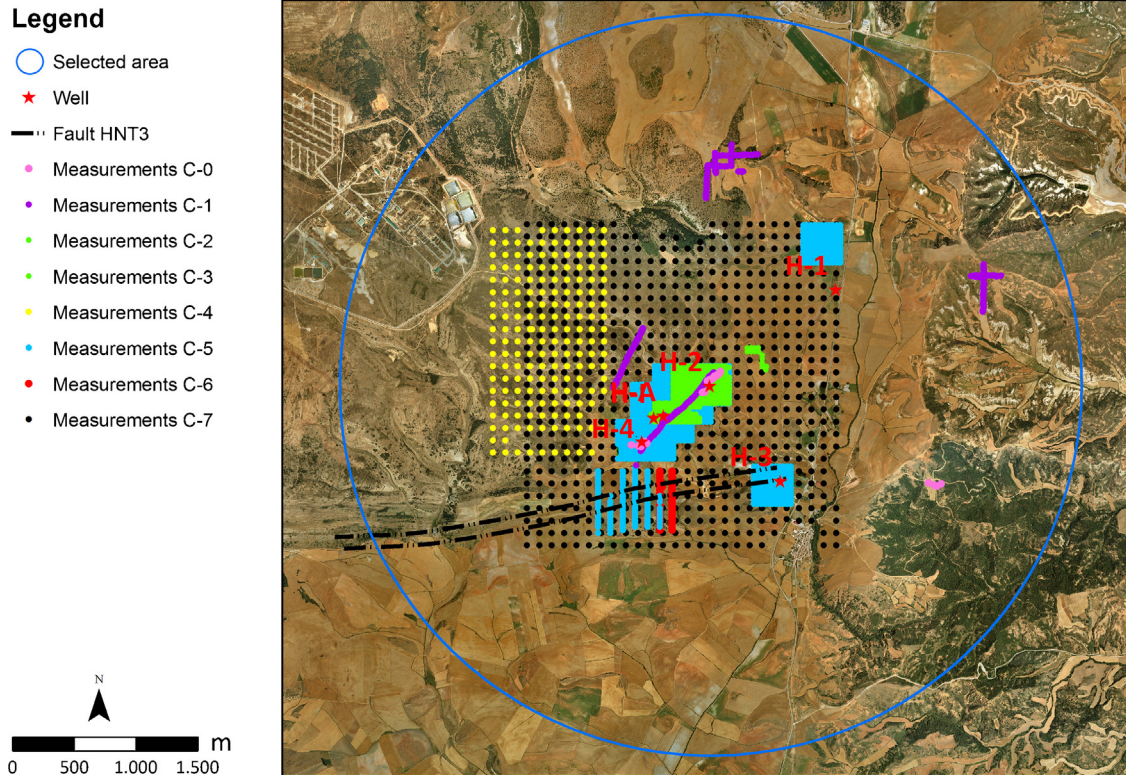 Legend
Selected area
Well
Fault HNT3
Measurements C-0
Measurements C-1
Measurements C-2
Measurements C-3
Measurements C-4
Measurements C-5
Measurements C-6
Measurements C-7
H-1
H-2
H-A
H-4
H-3
N
m
0 500 1.000 1.500